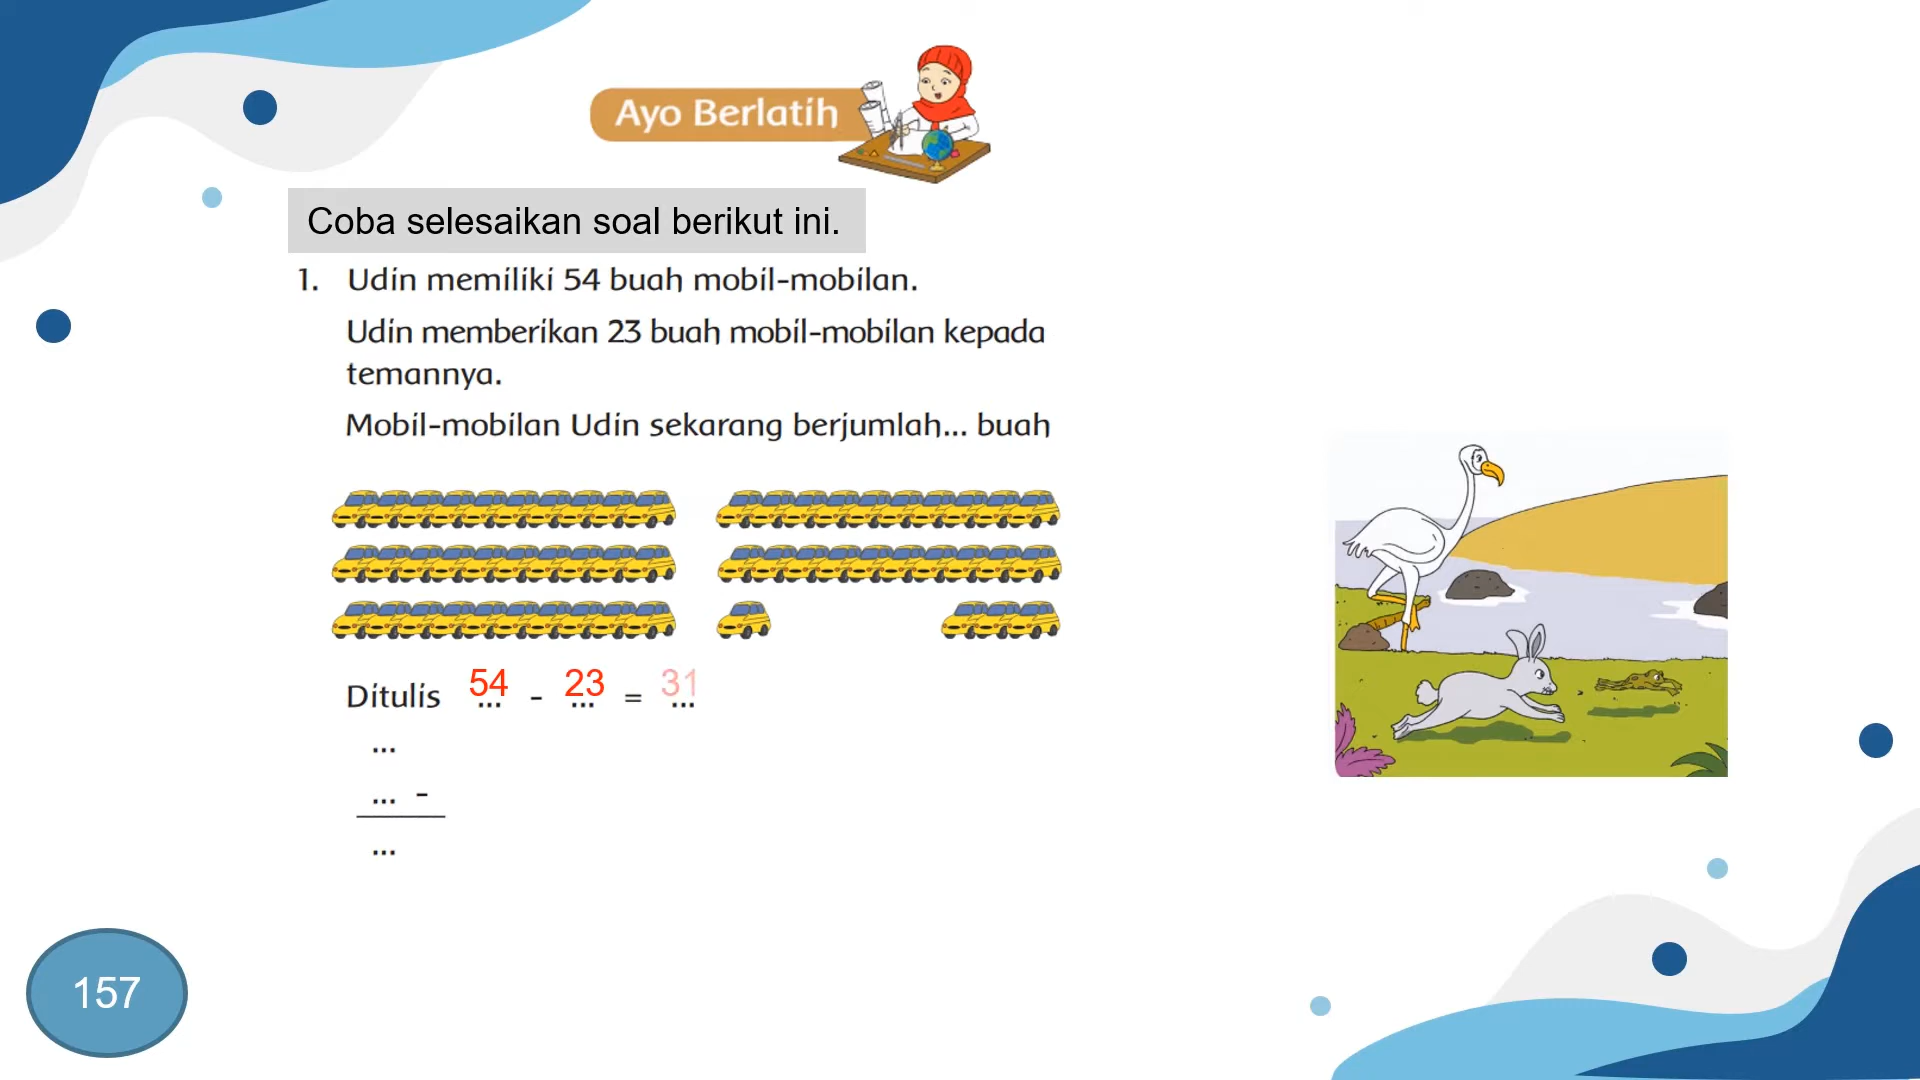 Ayo Berlatih
Coba selesaikan soal berikut ini.
1. Udin memiliki 54 buah mobil-mobilan.
Udin memberikan 23 buah mobil-mobilan kepada
temannya.
Mobil-mobilan Udin sekarang berjumlah... buah
Ditulis 54 ... - 23 ... = 31 ...
...
... -
...
157